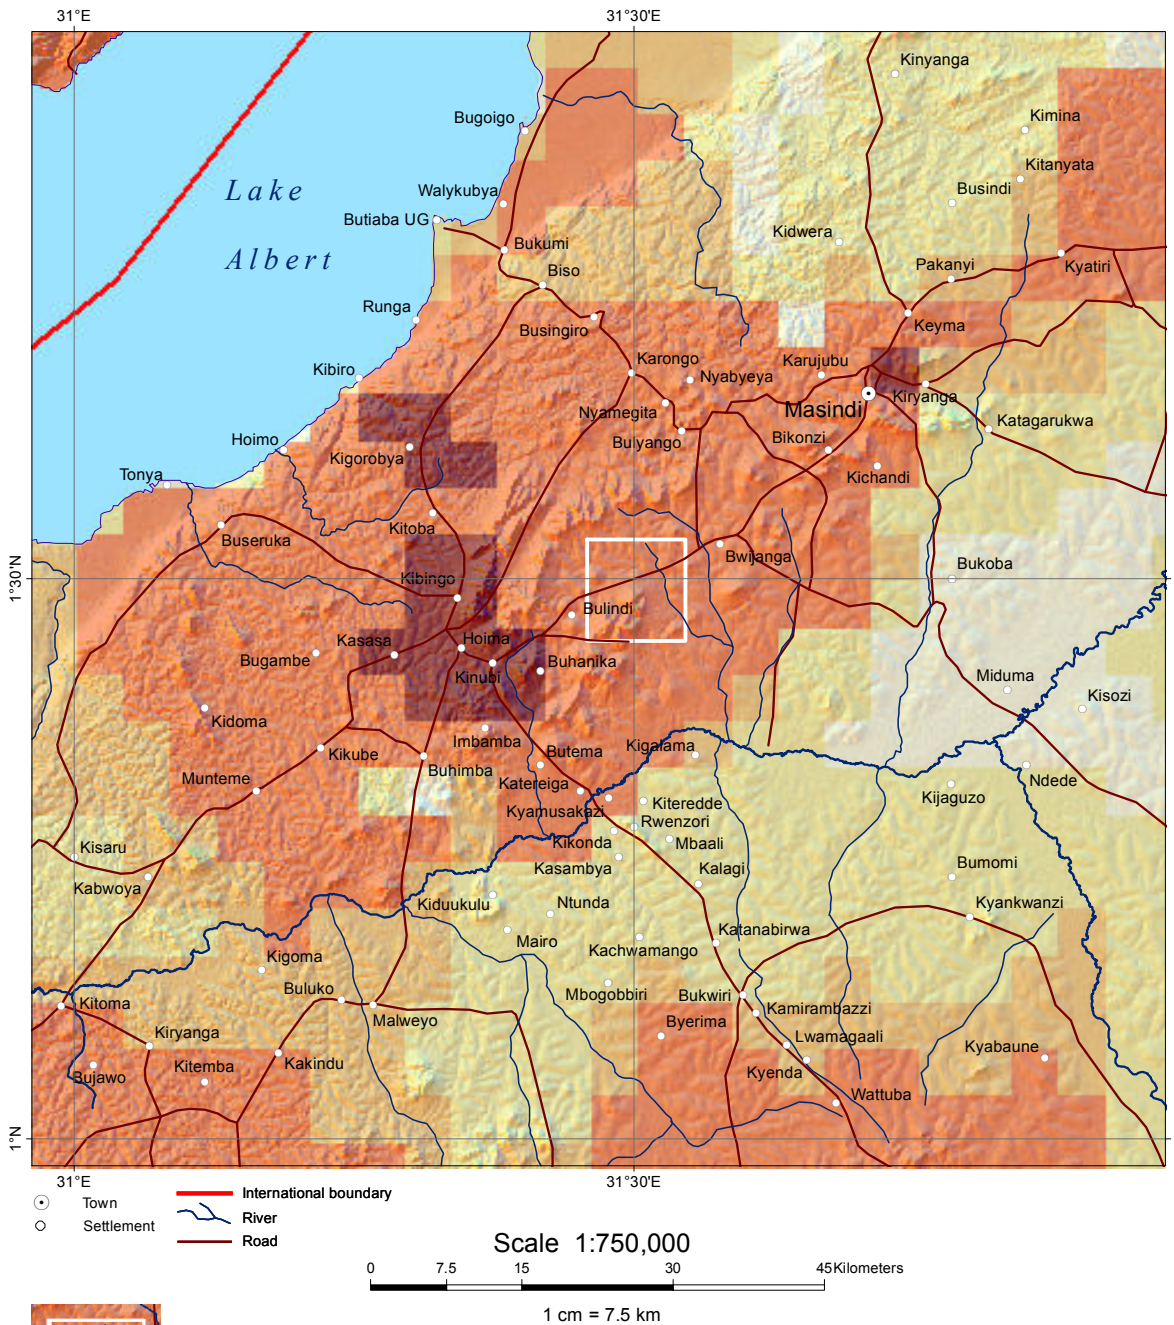 31°E
31°30'E
Kinyanga
Bugoigo
Kimina
Kitanyata
Lake
Walykubya
Busindi
Butiaba UG
Kidwera
Bukumi
Albert
Kyatiri
Pakanyi
Biso
Runga
Busingiro
Keyma
Karongo
Karujubu
Kibiro
Nyabyeya
Kiryanga
Masindi
Nyamegita
Katagarukwa
Hoimo
Bulyango
Bikonzi
Kigorobya
Tonya
Kichandi
Kitoba
Buseruka
Bwijanga
Bukoba
1°30'N
Kibingo
Bulindi
Kasasa
Hoima
Bugambe
Buhanika
Kinubi
Miduma
Kisozi
Kidoma
Imbamba
Kigalama
Kikube
Butema
Buhimba
Munteme
Katereiga
Ndede
Kijaguzo
Kiteredde
Kyamusakazi
Rwenzori
Kikonda
Mbaali
Kisaru
Kasambya
Kalagi
Bumomi
Kabwoya
Kiduukulu
Ntunda
Kyankwanzi
Katanabirwa
Mairo
Kachwamango
Kigoma
Buluko
Mbogobbiri
Bukwiri
Kitoma
Kamirambazzi
Malweyo
Byerima
Kiryanga
Lwamagaali
Kyabaune
Kakindu
Bujawo
Kitemba
Kyenda
Wattuba
1°N
31°E
31°30'E
Town
Settlement
International boundary
River
Road
Scale 1:750,000
0 7.5 15 30 45 Kilometers
1 cm = 7.5 km